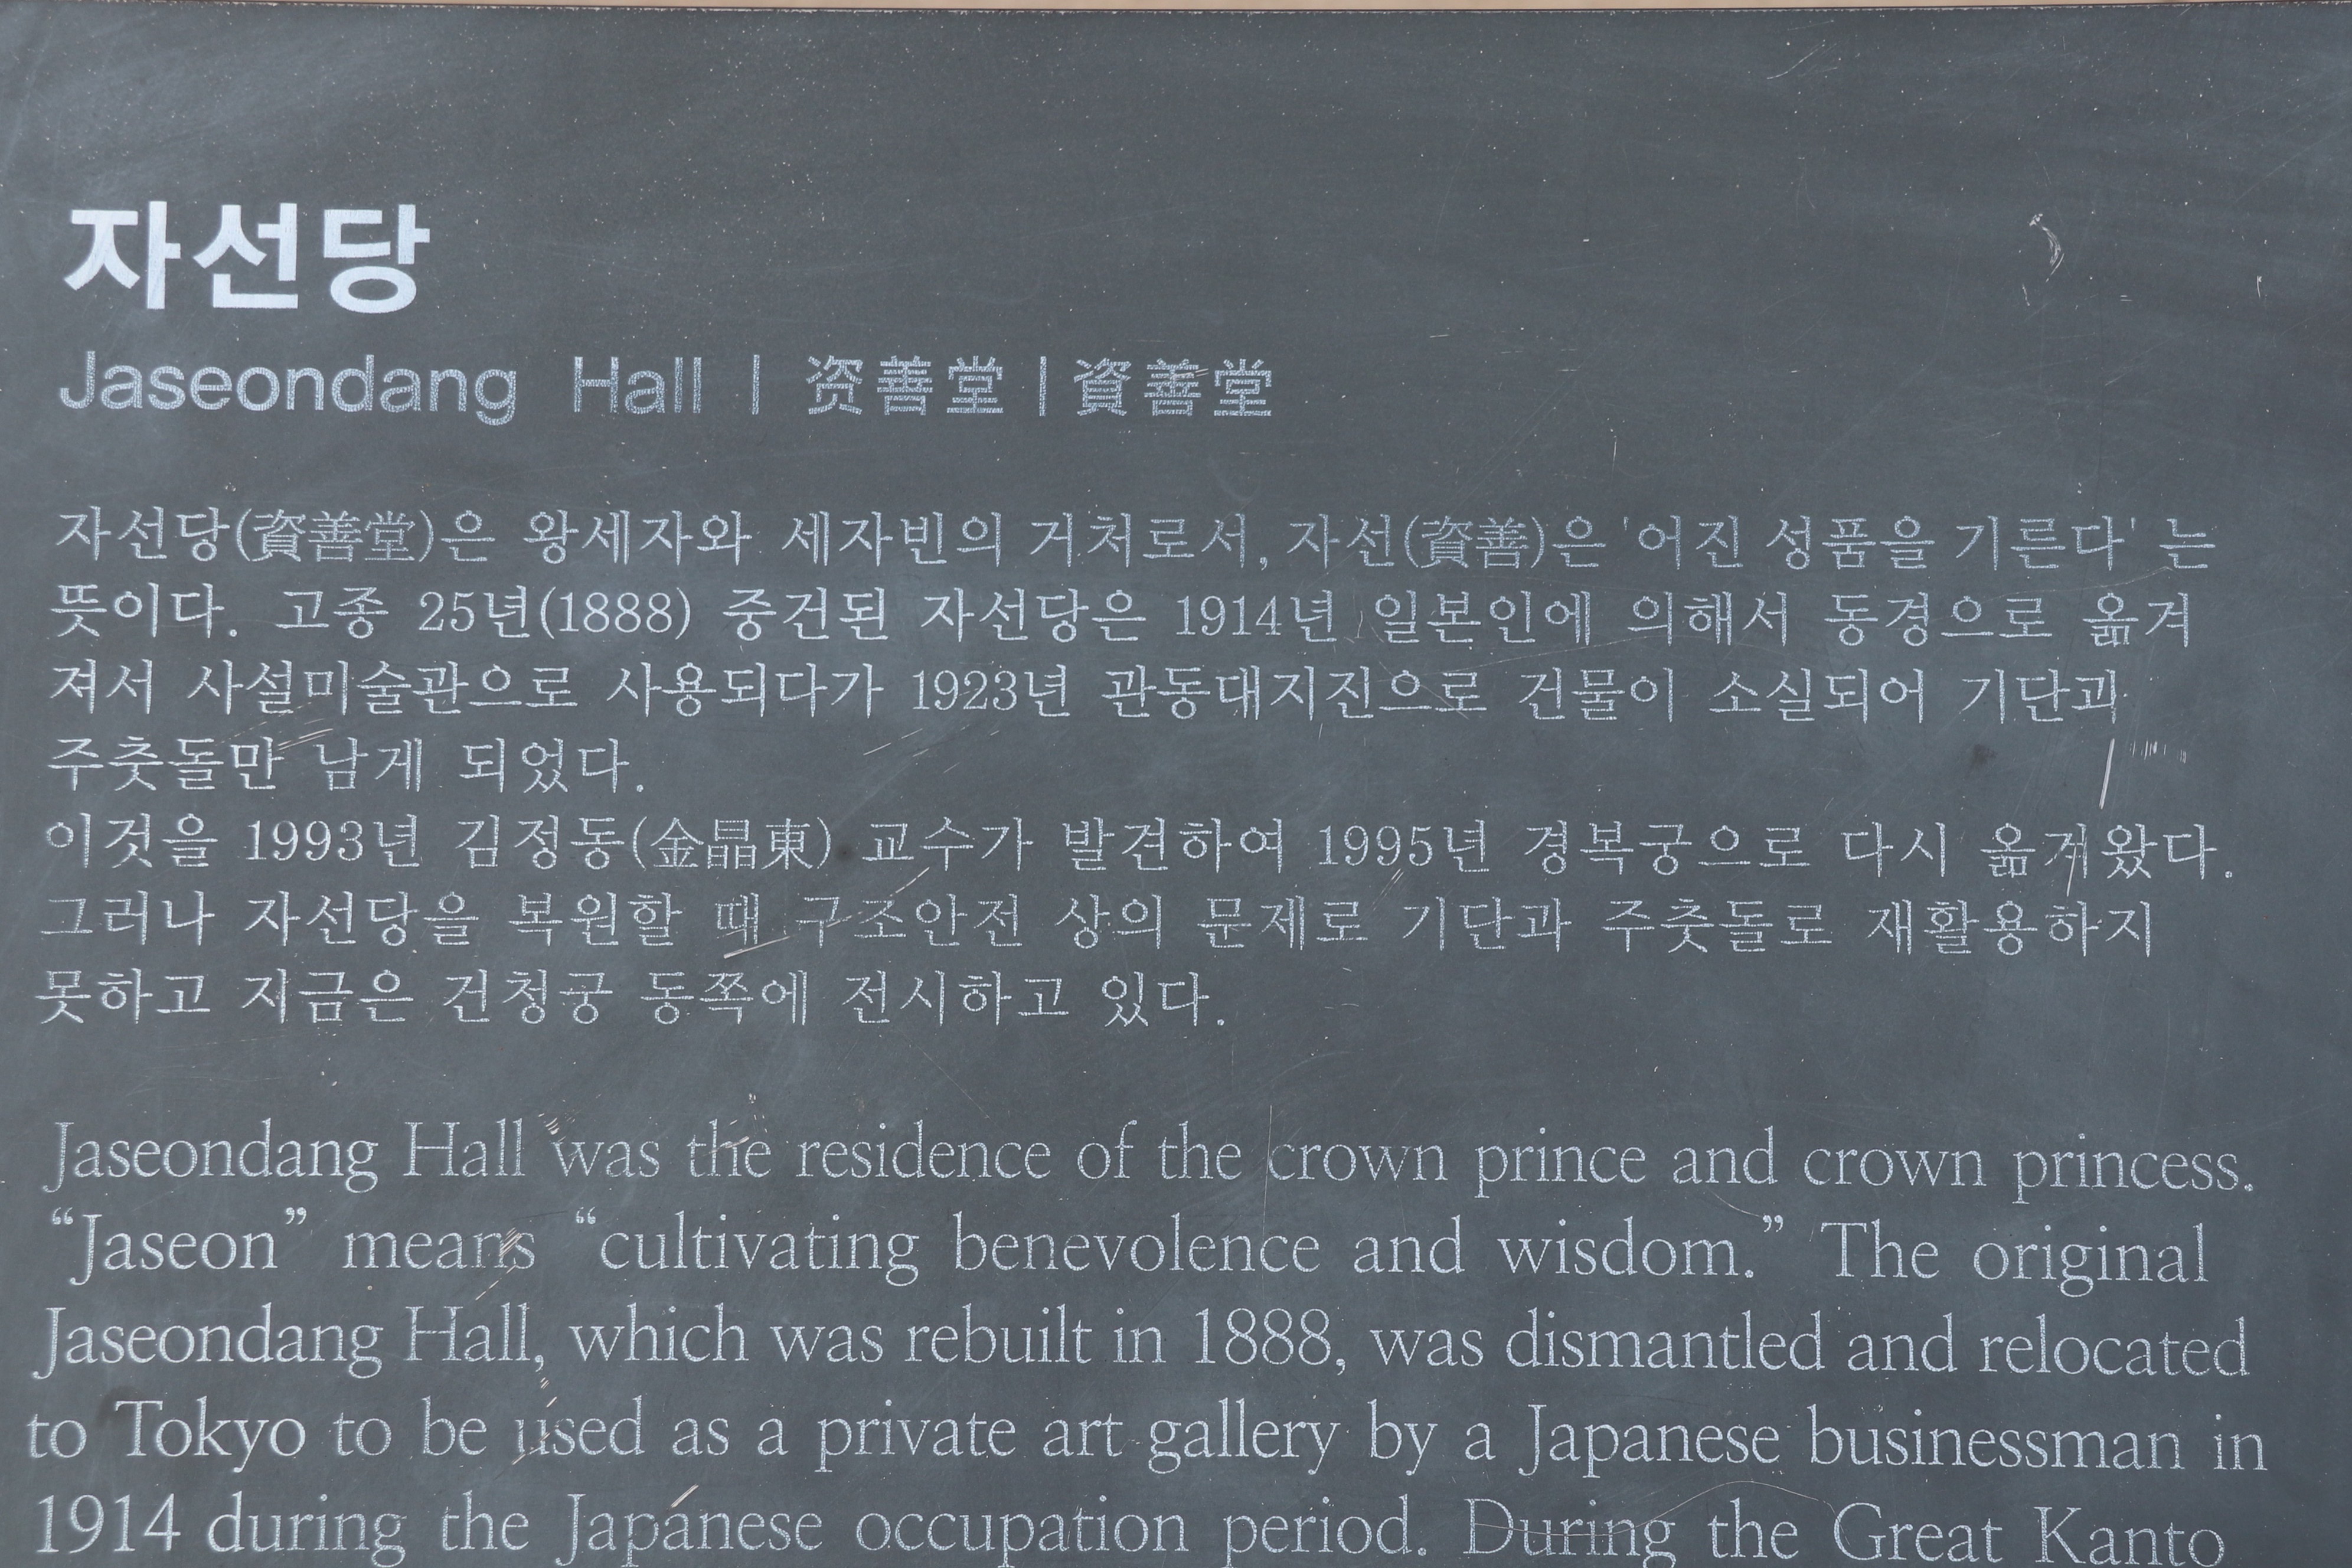 자선당
Jaseondang Hall | 资善堂 | 資善堂
자선당(資善堂)은 왕세자와 세자빈의 거처로서, 자선(資善)은 '어진 성품을 기른다' 는
뜻이다. 고종 25년(1888) 중건된 자선당은 1914년 일본인에 의해서 동경으로 옮겨
져서 사설미술관으로 사용되다가 1923년 관동대지진으로 건물이 소실되어 기단과
주춧돌만 남게 되었다.
이것을 1993년 김정동(金晶東) 교수가 발견하여 1995년 경복궁으로 다시 옮겨왔다.
그러나 자선당을 복원할 때 구조안전 상의 문제로 기단과 주춧돌로 재활용하지
못하고 지금은 건청궁 동쪽에 전시하고 있다.
Jaseondang Hall was the residence of the crown prince and crown princess.
“Jaseon” means “cultivating benevolence and wisdom.” The original
Jaseondang Hall, which was rebuilt in 1888, was dismantled and relocated
to Tokyo to be used as a private art gallery by a Japanese businessman in
1914 during the Japanese occupation period. During the Great Kanto